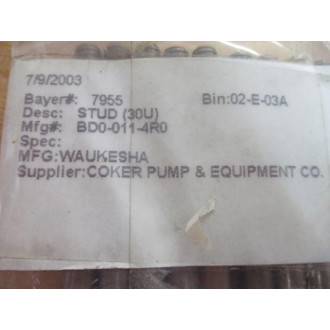 7/9/2003
Bayer#: 7955 Bin:02-E-03A
Desc: STUD (30U)
Mfg#: BD0-011-4R0
Spec:
MFG:WAUKESHA
Supplier:COKER PUMP & EQUIPMENT CO.